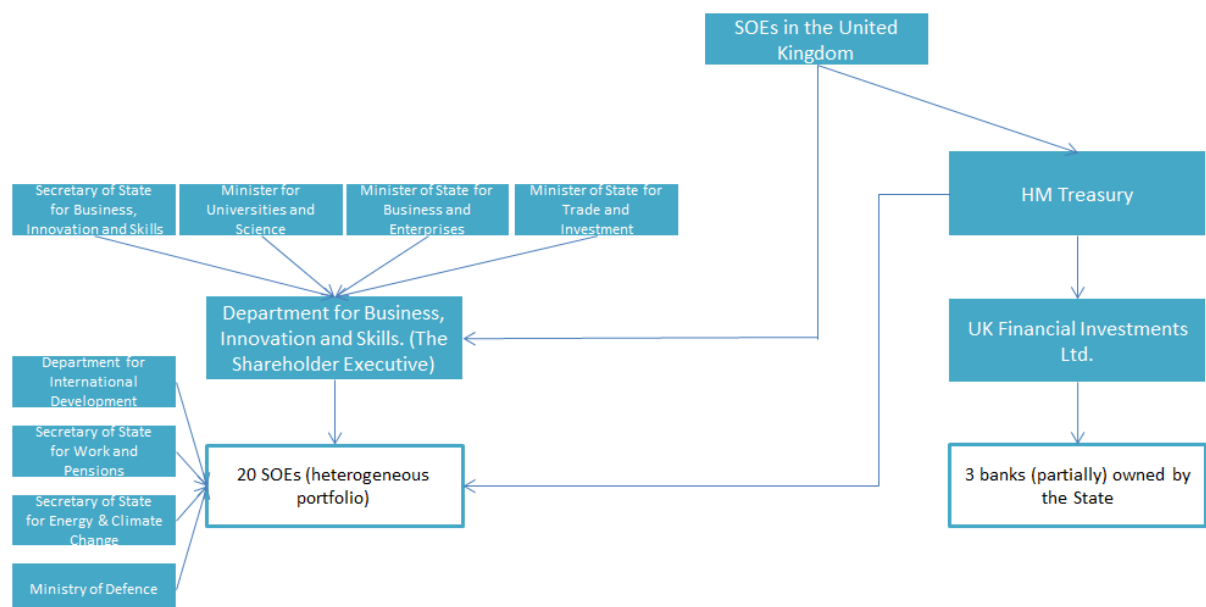 SOEs in the United
Kingdom
HM Treasury
Secretary of State
for Business,
Innovation and Skills
Minister for
Universities and
Science
Minister of State for
Business and
Enterprises
Minister of State for
Trade and
Investment
Department for Business,
Innovation and Skills. (The
Shareholder Executive)
UK Financial Investments
Ltd.
Department for
International
Development
Secretary of State
for Work and
Pensions
20 SOEs (heterogeneous
portfolio)
3 banks (partially) owned by
the State
Secretary of State
for Energy & Climate
Change
Ministry of Defence